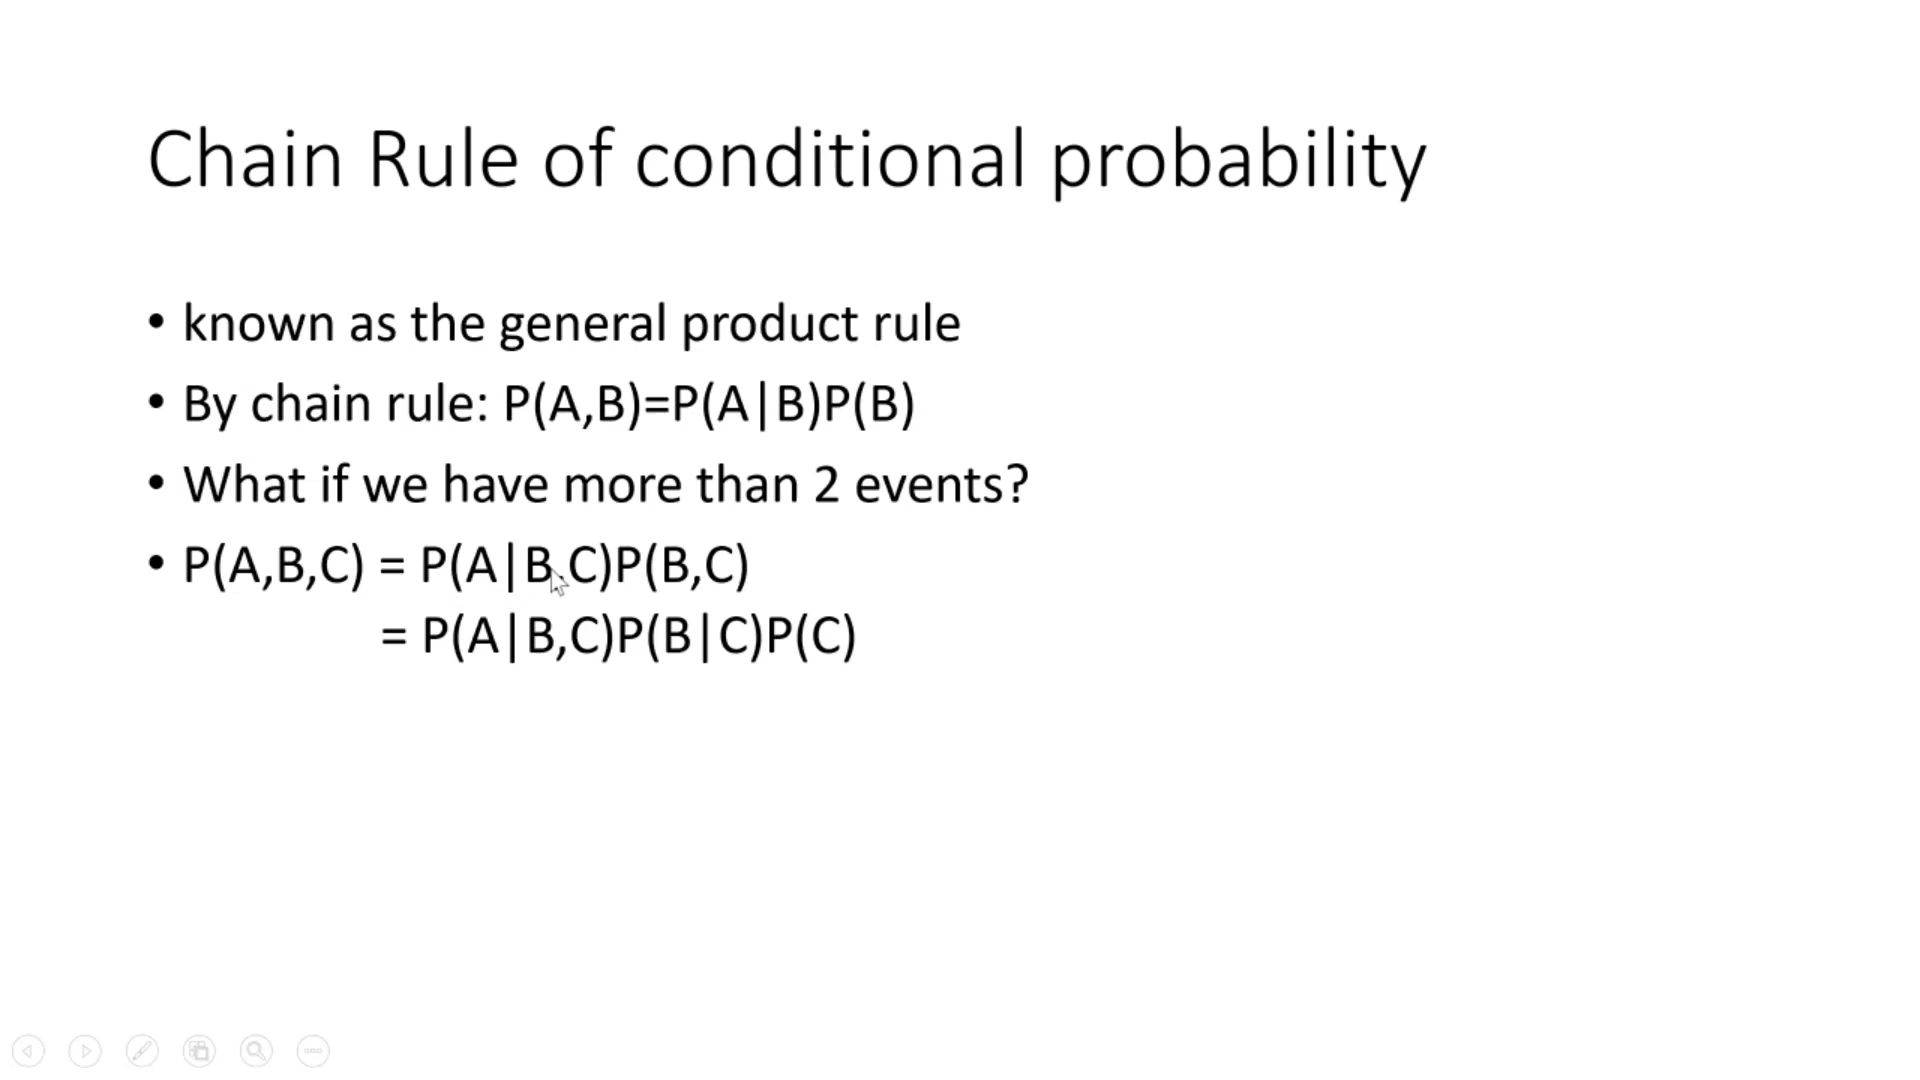 Chain Rule of conditional probability
• known as the general product rule
• By chain rule: P(A,B)=P(A|B)P(B)
• What if we have more than 2 events?
• P(A,B,C) = P(A|B,C)P(B,C)
= P(A|B,C)P(B|C)P(C)